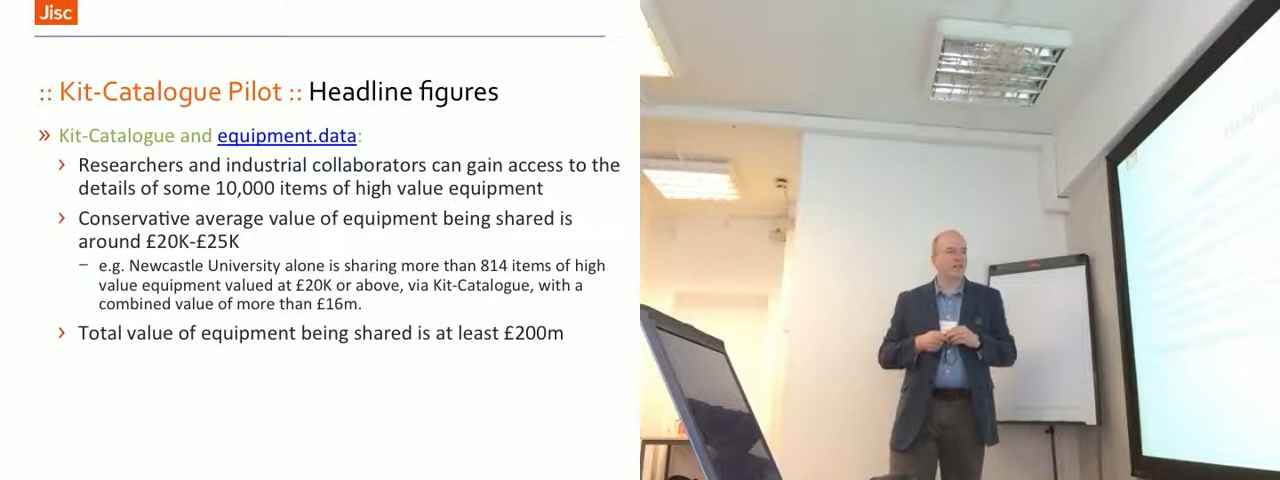 Jisc
:: Kit-Catalogue Pilot :: Headline figures
» Kit-Catalogue and equipment.data:
› Researchers and industrial collaborators can gain access to the
details of some 10,000 items of high value equipment
› Conservative average value of equipment being shared is
around £20K-£25K
– e.g. Newcastle University alone is sharing more than 814 items of high
value equipment valued at £20K or above, via Kit-Catalogue, with a
combined value of more than £16m.
› Total value of equipment being shared is at least £200m